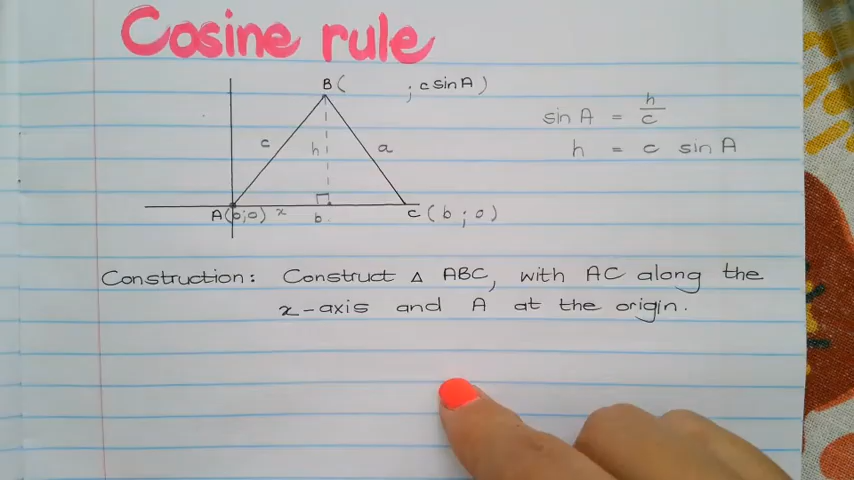 Cosine rule
B( ; c sin A )
sin A = h/c
c
h
a
h = c sin A
A(0;0) x
b
C ( b ; 0 )
Construction: Construct △ ABC, with AC along the
x-axis and A at the origin.